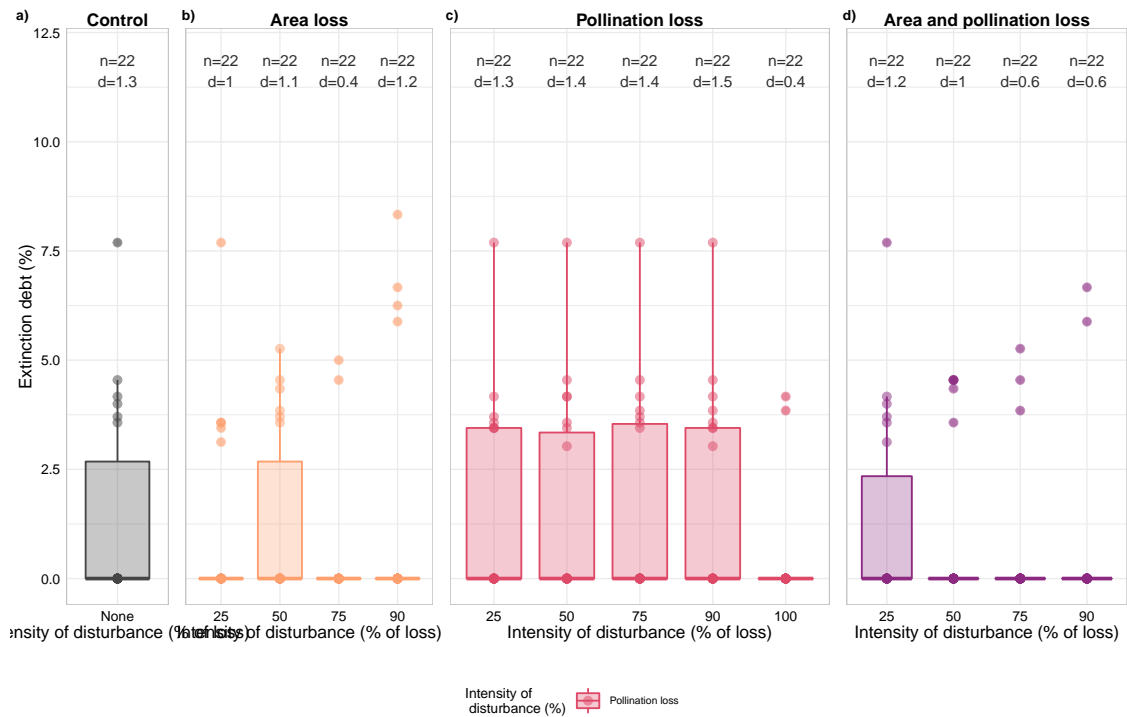 a) Control b) Area loss c) Pollination loss d) Area and pollination loss
12.5
n=22 n=22 n=22 n=22 n=22 n=22 n=22 n=22 n=22 n=22 n=22 n=22 n=22 n=22
d=1.3 d=1 d=1.1 d=0.4 d=1.2 d=1.3 d=1.4 d=1.4 d=1.5 d=0.4 d=1.2 d=1 d=0.6 d=0.6
10.0
7.5
Extinction debt (%)
5.0
2.5
0.0
None 25 50 75 90 25 50 75 90 100 25 50 75 90
ensity of disturbance (% of loss) Intensity of disturbance (% of loss) Intensity of disturbance (% of loss) Intensity of disturbance (% of loss)
Intensity of
disturbance (%) Pollination loss